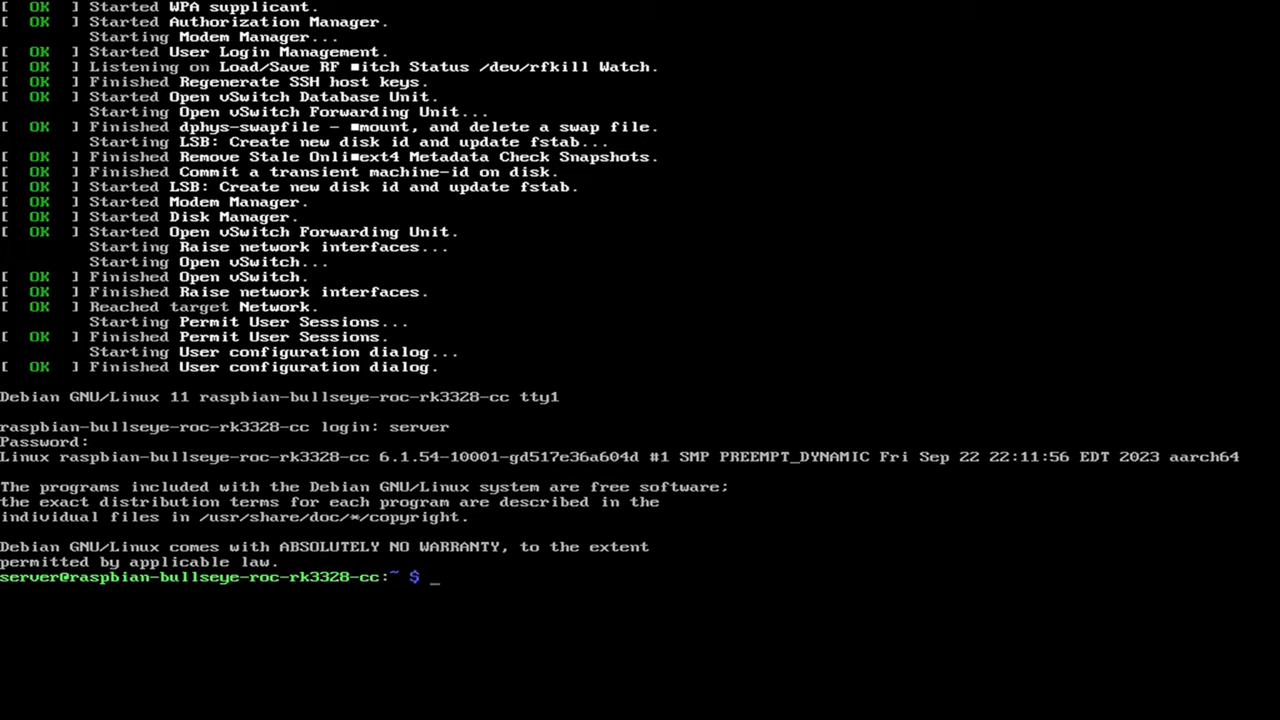 [  OK  ] Started WPA supplicant.
[  OK  ] Started Authorization Manager.
         Starting Modem Manager...
[  OK  ] Started User Login Management.
[  OK  ] Listening on Load/Save RF ■itch Status /dev/rfkill Watch.
[  OK  ] Finished Regenerate SSH host keys.
[  OK  ] Started Open vSwitch Database Unit.
         Starting Open vSwitch Forwarding Unit...
[  OK  ] Finished dphys-swapfile – ■mount, and delete a swap file.
         Starting LSB: Create new disk id and update fstab...
[  OK  ] Finished Remove Stale Onli■ext4 Metadata Check Snapshots.
[  OK  ] Finished Commit a transient machine-id on disk.
[  OK  ] Started LSB: Create new disk id and update fstab.
[  OK  ] Started Modem Manager.
[  OK  ] Started Disk Manager.
[  OK  ] Started Open vSwitch Forwarding Unit.
         Starting Raise network interfaces...
         Starting Open vSwitch...
[  OK  ] Finished Open vSwitch.
[  OK  ] Finished Raise network interfaces.
[  OK  ] Reached target Network.
         Starting Permit User Sessions...
[  OK  ] Finished Permit User Sessions.
         Starting User configuration dialog...
[  OK  ] Finished User configuration dialog.
Debian GNU/Linux 11 raspbian-bullseye-roc-rk3328-cc tty1
raspbian-bullseye-roc-rk3328-cc login: server
Password:
Linux raspbian-bullseye-roc-rk3328-cc 6.1.54-10001-gd517e36a604d #1 SMP PREEMPT_DYNAMIC Fri Sep 22 22:11:56 EDT 2023 aarch64
The programs included with the Debian GNU/Linux system are free software;
the exact distribution terms for each program are described in the
individual files in /usr/share/doc/*/copyright.
Debian GNU/Linux comes with ABSOLUTELY NO WARRANTY, to the extent
permitted by applicable law.
server@raspbian-bullseye-roc-rk3328-cc:~ $ _